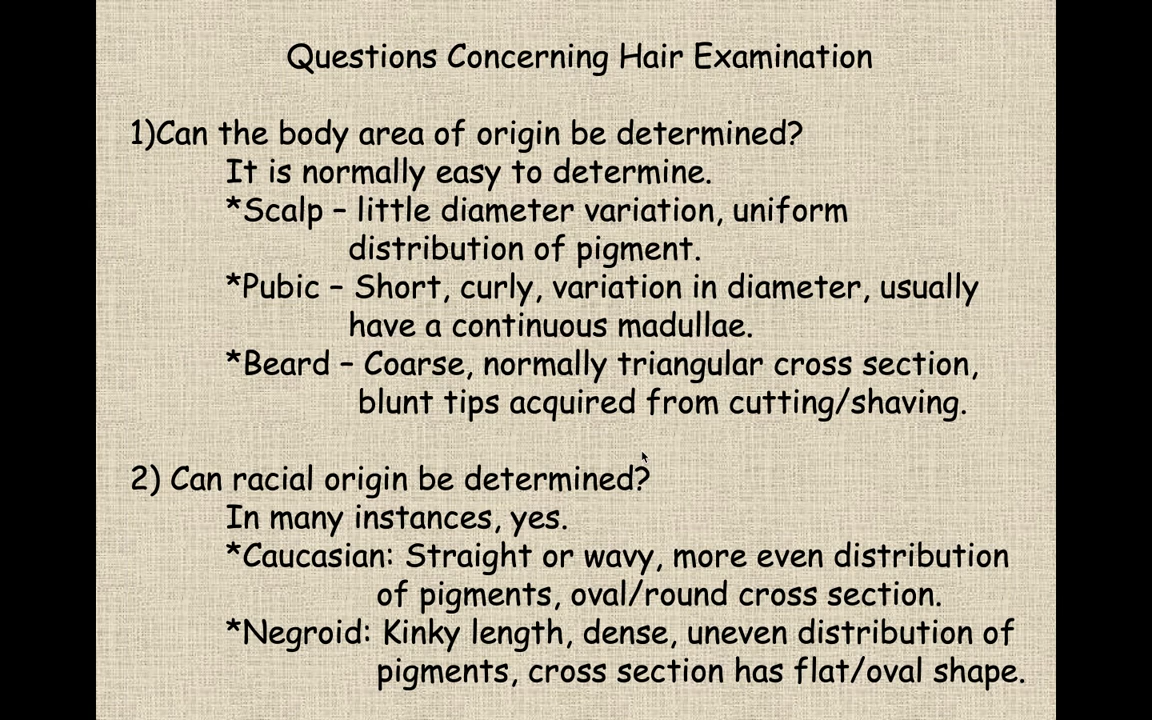 Questions Concerning Hair Examination
1)Can the body area of origin be determined?
It is normally easy to determine.
*Scalp – little diameter variation, uniform
distribution of pigment.
*Pubic – Short, curly, variation in diameter, usually
have a continuous madullae.
*Beard – Coarse, normally triangular cross section,
blunt tips acquired from cutting/shaving.
2) Can racial origin be determined?
In many instances, yes.
*Caucasian: Straight or wavy, more even distribution
of pigments, oval/round cross section.
*Negroid: Kinky length, dense, uneven distribution of
pigments, cross section has flat/oval shape.